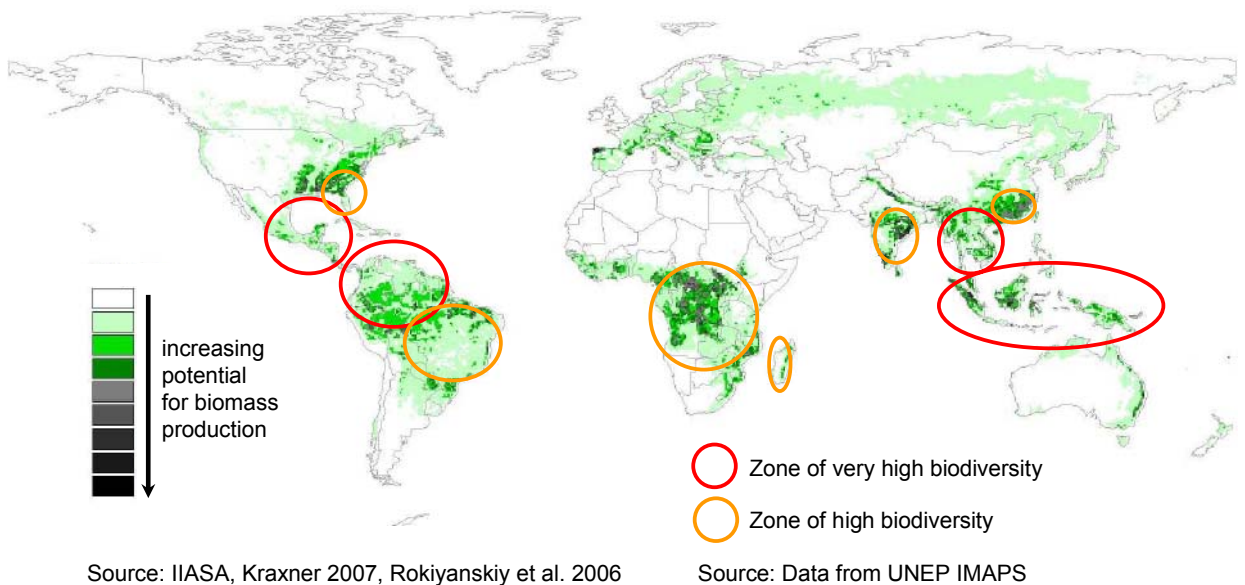 increasing
potential
for biomass
production
Zone of very high biodiversity
Zone of high biodiversity
Source: IIASA, Kraxner 2007, Rokiyanskiy et al. 2006
Source: Data from UNEP IMAPS